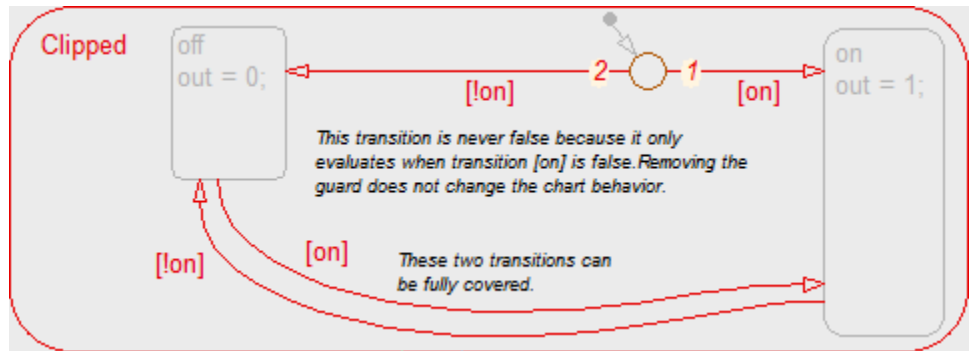 Clipped
off
out = 0;
2
1
on
out = 1;
[!on]
[on]
This transition is never false because it only
evaluates when transition [on] is false.Removing the
guard does not change the chart behavior.
[!on]
[on]
These two transitions can
be fully covered.